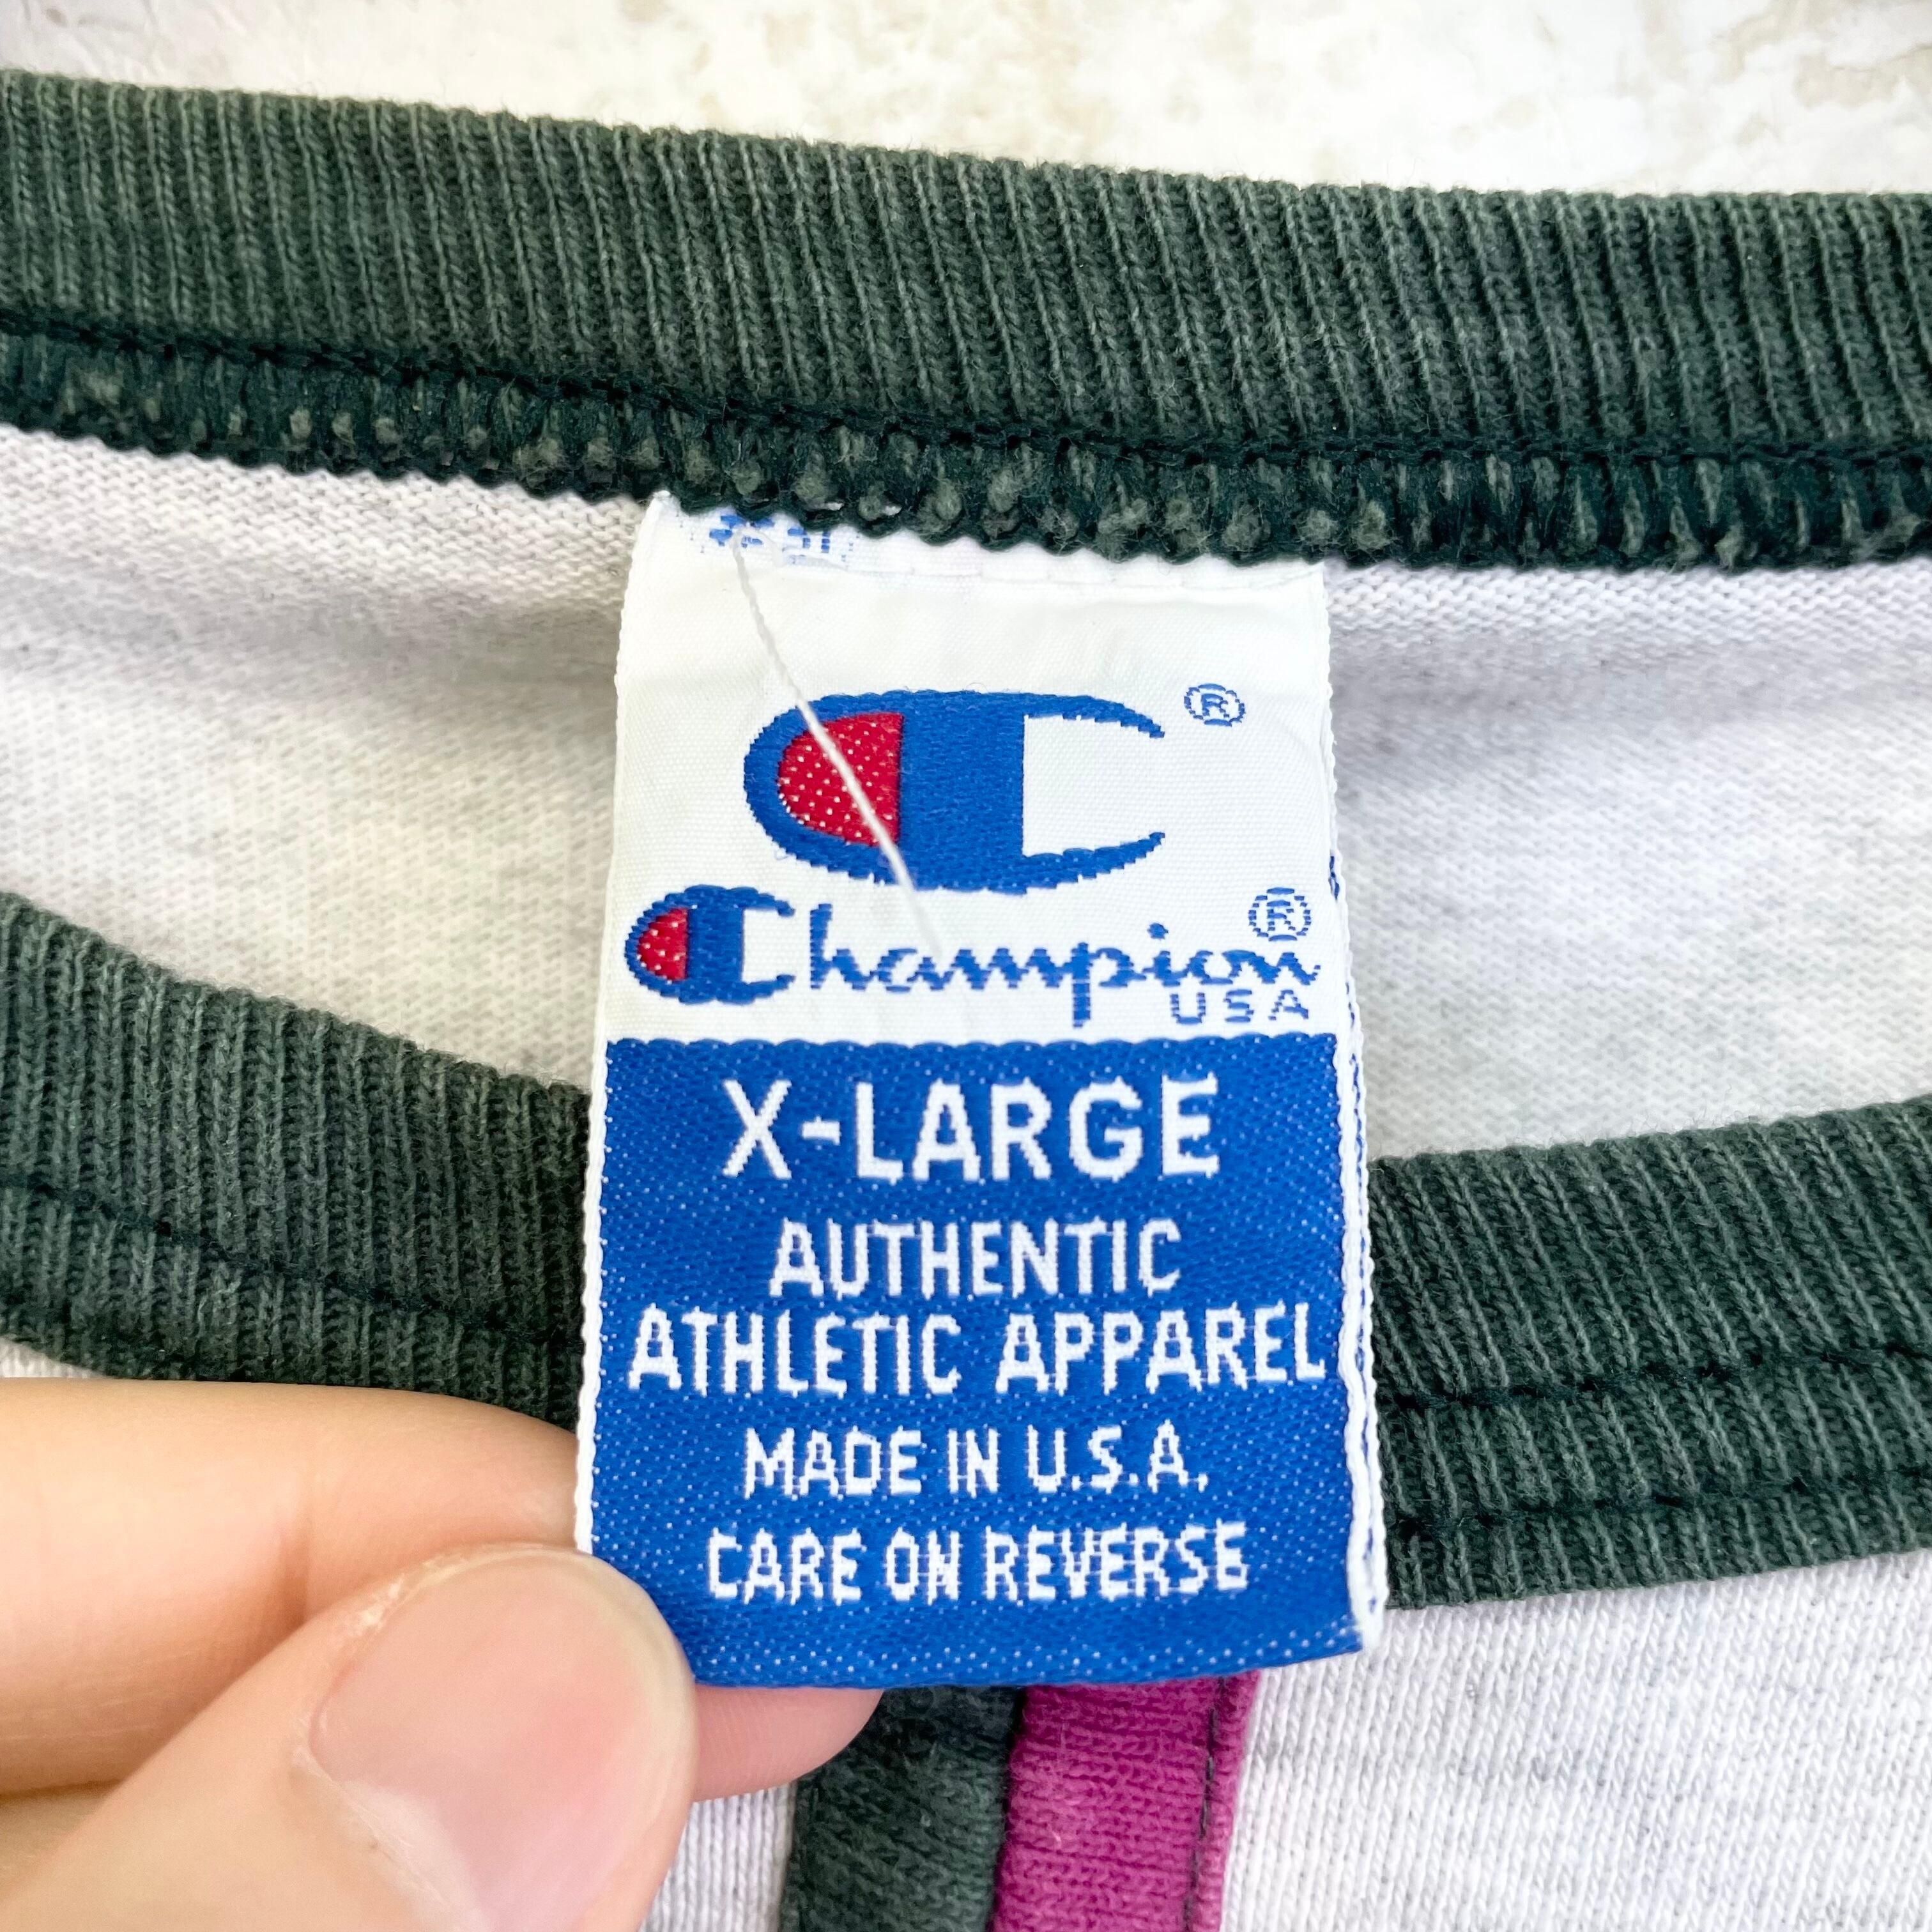 ®
Champion®
USA
X-LARGE
AUTHENTIC
ATHLETIC APPAREL
MADE IN U.S.A.
CARE ON REVERSE